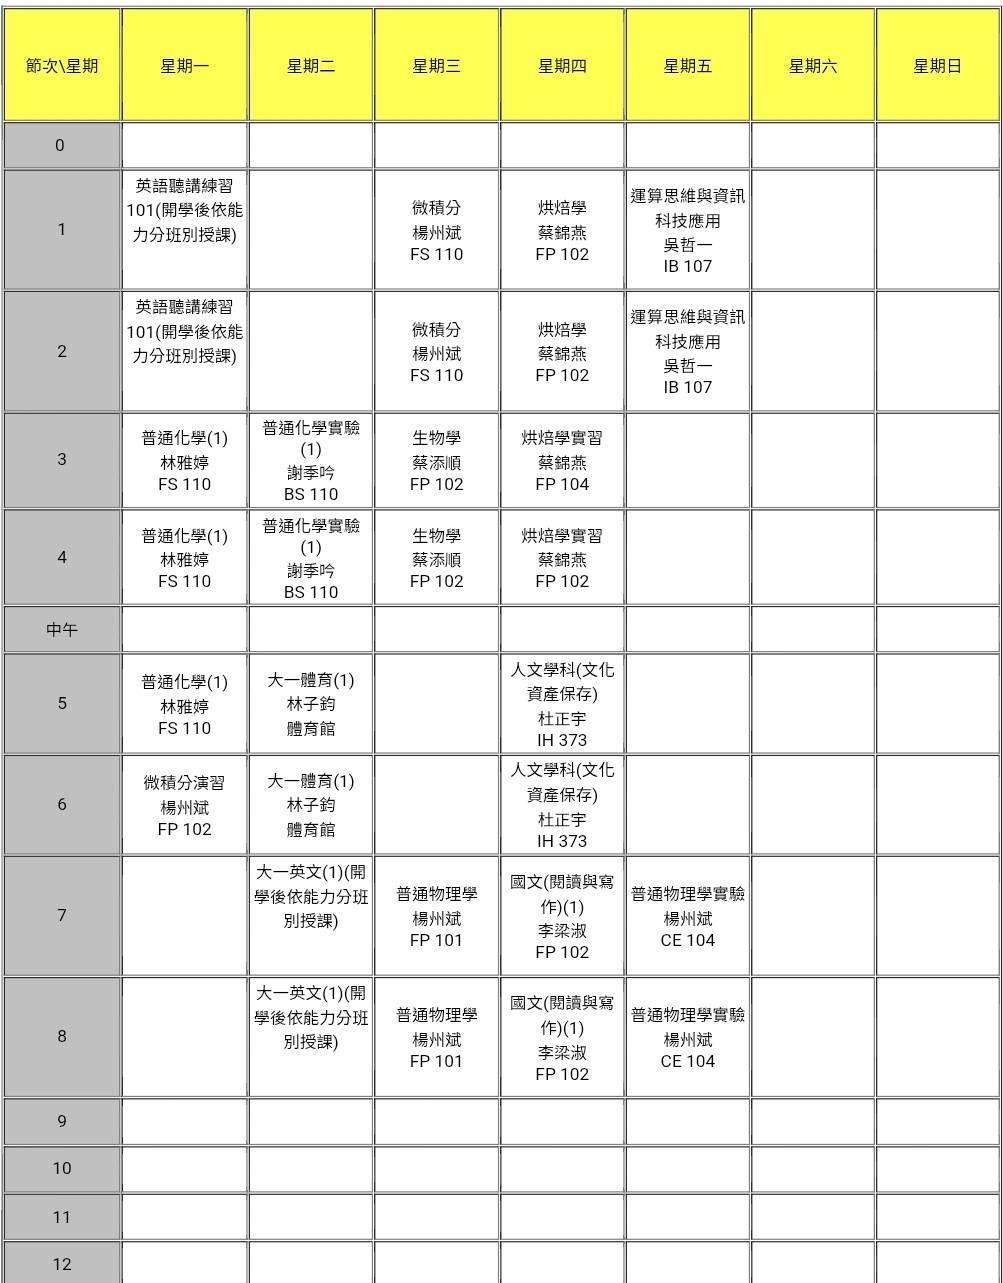 節次\星期
星期一
星期二
星期三
星期四
星期五
星期六
星期日
0
1
英語聽講練習
101(開學後依能
力分班別授課)
微積分
楊州斌
FS 110
烘焙學
蔡錦燕
FP 102
運算思維與資訊
科技應用
吳哲一
IB 107
2
英語聽講練習
101(開學後依能
力分班別授課)
微積分
楊州斌
FS 110
烘焙學
蔡錦燕
FP 102
運算思維與資訊
科技應用
吳哲一
IB 107
3
普通化學(1)
林雅婷
FS 110
普通化學實驗
(1)
謝季吟
BS 110
生物學
蔡添順
FP 102
烘焙學實習
蔡錦燕
FP 104
4
普通化學(1)
林雅婷
FS 110
普通化學實驗
(1)
謝季吟
BS 110
生物學
蔡添順
FP 102
烘焙學實習
蔡錦燕
FP 102
中午
5
普通化學(1)
林雅婷
FS 110
大一體育(1)
林子鈞
體育館
人文學科(文化
資產保存)
杜正宇
IH 373
6
微積分演習
楊州斌
FP 102
大一體育(1)
林子鈞
體育館
人文學科(文化
資產保存)
杜正宇
IH 373
7
大一英文(1)(開
學後依能力分班
別授課)
普通物理學
楊州斌
FP 101
國文(閱讀與寫
作)(1)
李梁淑
FP 102
普通物理學實驗
楊州斌
CE 104
8
大一英文(1)(開
學後依能力分班
別授課)
普通物理學
楊州斌
FP 101
國文(閱讀與寫
作)(1)
李梁淑
FP 102
普通物理學實驗
楊州斌
CE 104
9
10
11
12